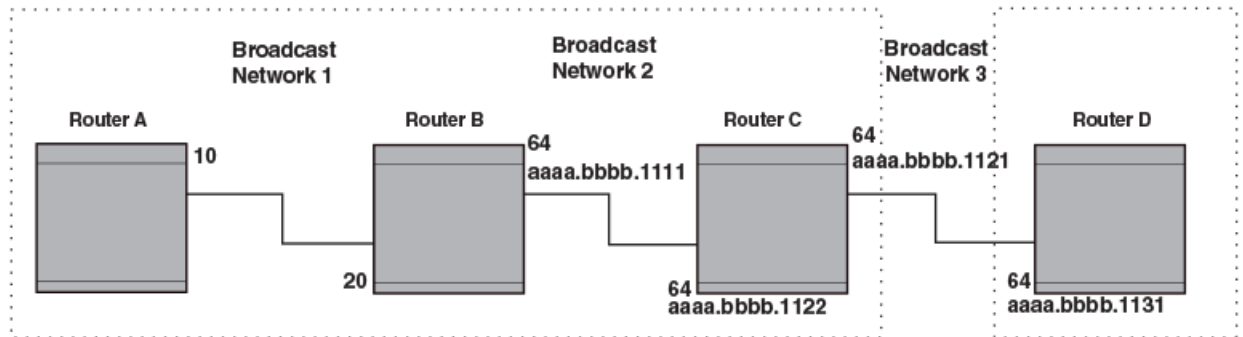 Broadcast
Network 1
Broadcast
Network 2
Broadcast
Network 3
Router A
Router B
Router C
Router D
10
64
aaaa.bbbb.1111
64
aaaa.bbbb.1121
20
64
aaaa.bbbb.1122
64
aaaa.bbbb.1131